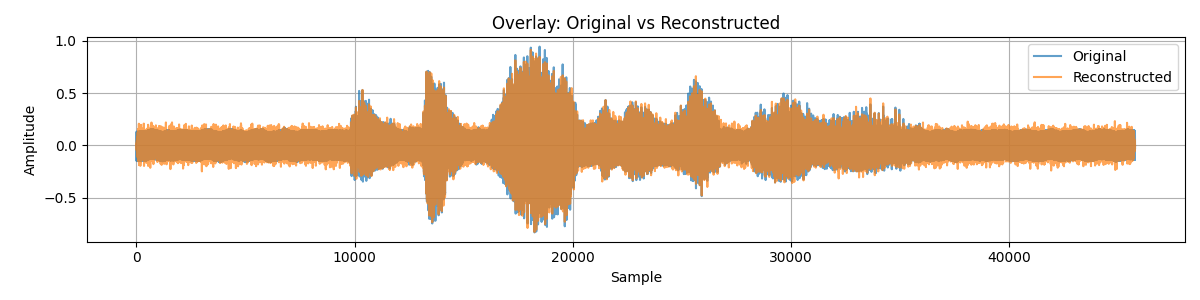 Overlay: Original vs Reconstructed
1.0
0.5
0.0
−0.5
Amplitude
Original
Reconstructed
0
10000
20000
30000
40000
Sample